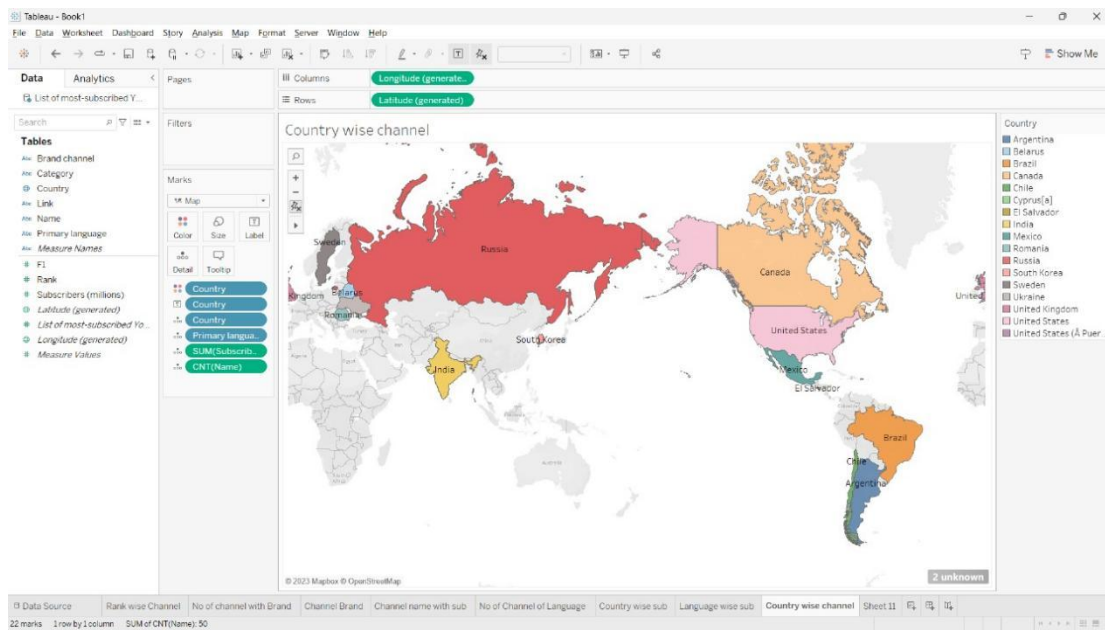 Tableau - Book1
File Data Worksheet Dashboard Story Analysis Map Format Server Window Help
Show Me
Data Analytics
List of most-subscribed Y...
Search
Tables
Abc Brand channel
Abc Category
Country
Abc Link
Abc Name
Abc Primary language
Abc Measure Names
# F1
# Rank
# Subscribers (millions)
Latitude (generated)
# List of most-subscribed Yo...
Longitude (generated)
# Measure Values
Pages
Filters
Marks
Map
Color Size Label
Detail Tooltip
Country
Country
Country
Primary langua..
SUM(Subscrib..
CNT(Name)
Columns Longitude (generate..
Rows Latitude (generated)
Country wise channel
Sweden
Russia
Canada
Kingdom
Belarus
United
Romania
United States
South Korea
India
Mexico
El Salvador
Brazil
Chile
Argentina
© 2023 Mapbox © OpenStreetMap
2 unknown
Country
Argentina
Belarus
Brazil
Canada
Chile
Cyprus[a]
El Salvador
India
Mexico
Romania
Russia
South Korea
Sweden
Ukraine
United Kingdom
United States
United States (Â Puer..
Data Source Rank wise Channel No of channel with Brand Channel Brand Channel name with sub No of Channel of Language Country wise sub Language wise sub Country wise channel Sheet 11
22 marks 1 row by 1 column SUM of CNT(Name): 50